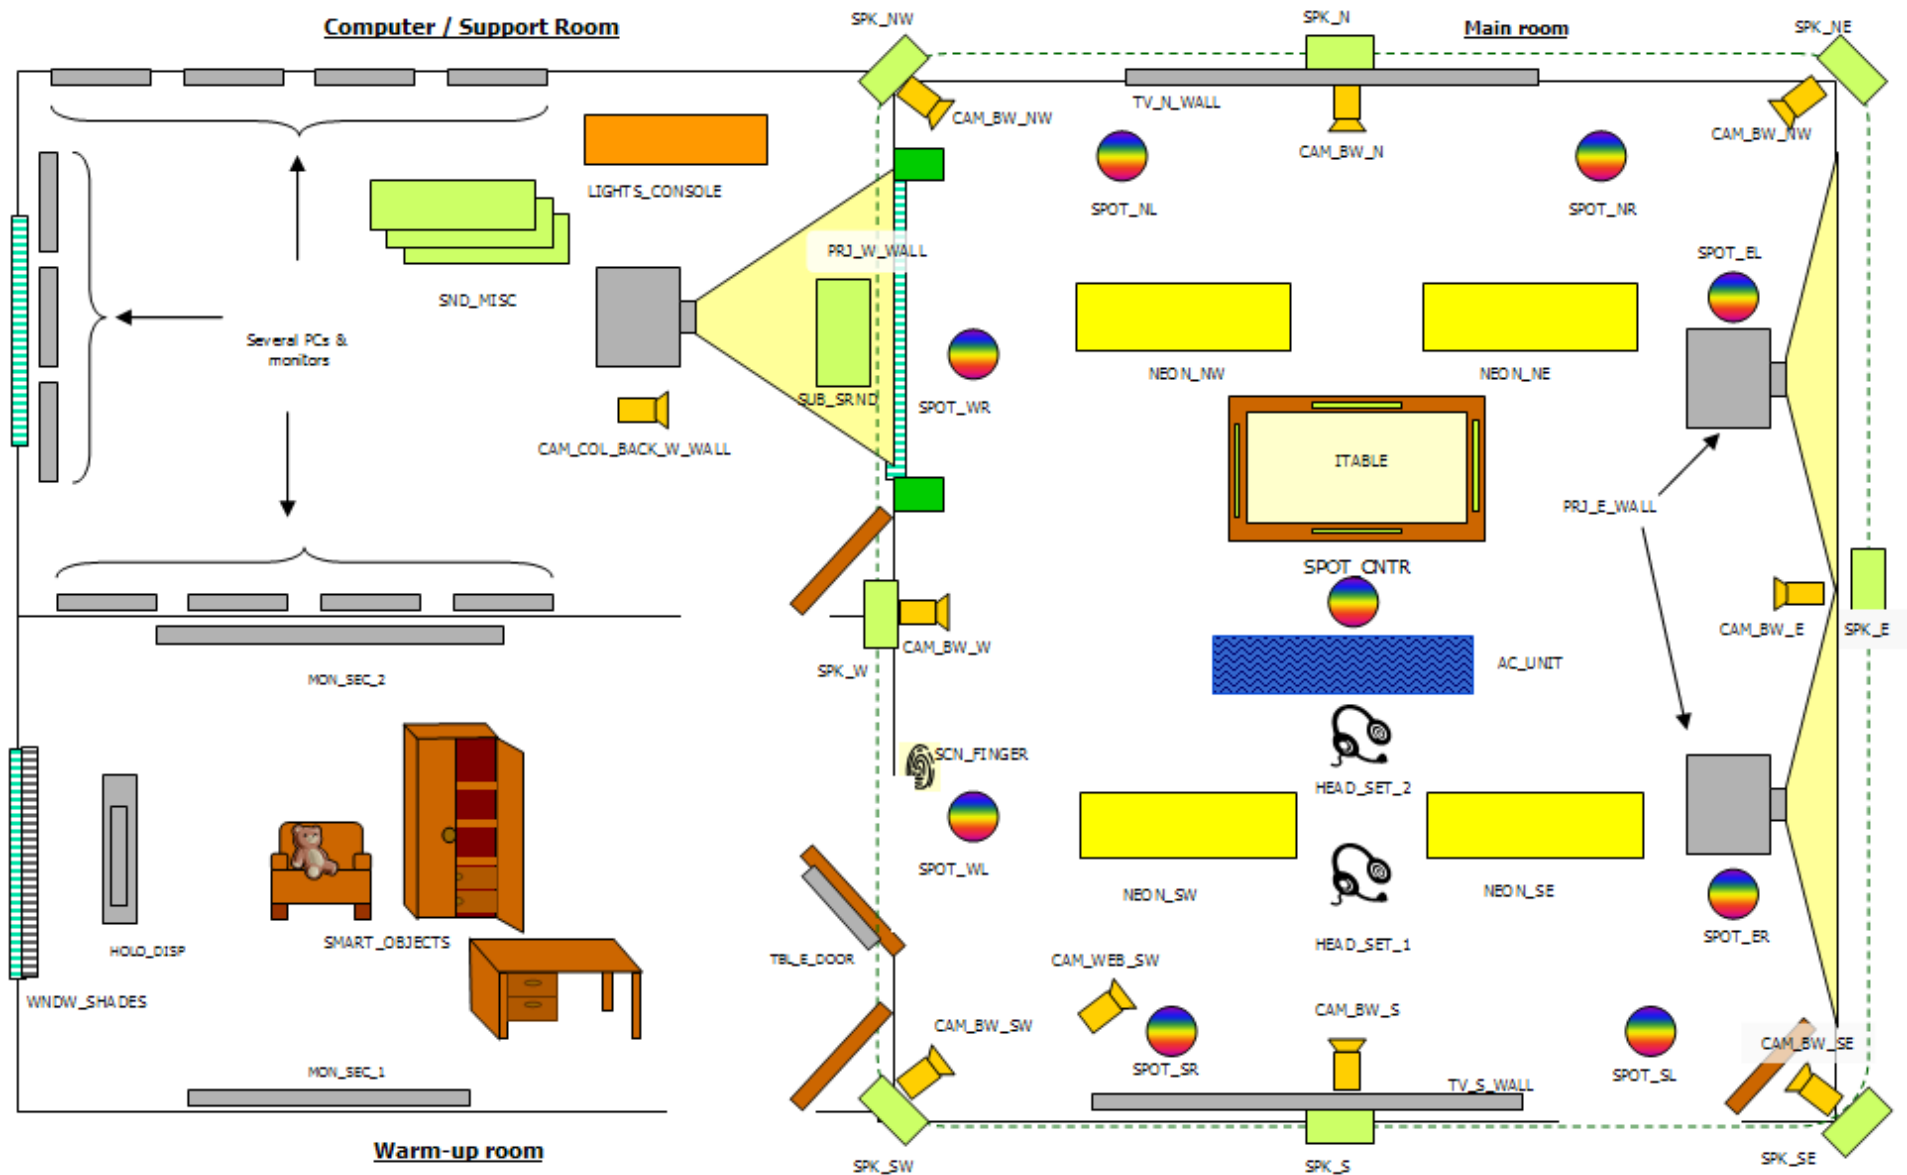 SPK_NW
SPK_N
Main room
SPK_NE
Computer / Support Room
TV_N_WALL
CAM_BW_NW
CAM_BW_N
CAM_BW_NW
LIGHTS_CONSOLE
SPOT_NL
SPOT_NR
PRJ_W_WALL
SPOT_EL
SND_MISC
Several PCs &
monitors
NEON_NW
NEON_NE
SUB_SRND
SPOT_WR
CAM_COL_BACK_W_WALL
ITABLE
PRJ_E_WALL
SPOT_CNTR
CAM_BW_E
SPK_E
CAM_BW_W
SPK_W
AC_UNIT
MON_SEC_2
SCN_FINGER
HEAD_SET_2
SPOT_WL
NEON_SW
NEON_SE
SPOT_ER
SMART_OBJECTS
HOLO_DISP
HEAD_SET_1
TBL_E_DOOR
CAM_WEB_SW
WNDW_SHADES
CAM_BW_S
CAM_BW_SW
CAM_BW_SE
MON_SEC_1
SPOT_SR
SPOT_SL
TV_S_WALL
Warm-up room
SPK_SW
SPK_S
SPK_SE